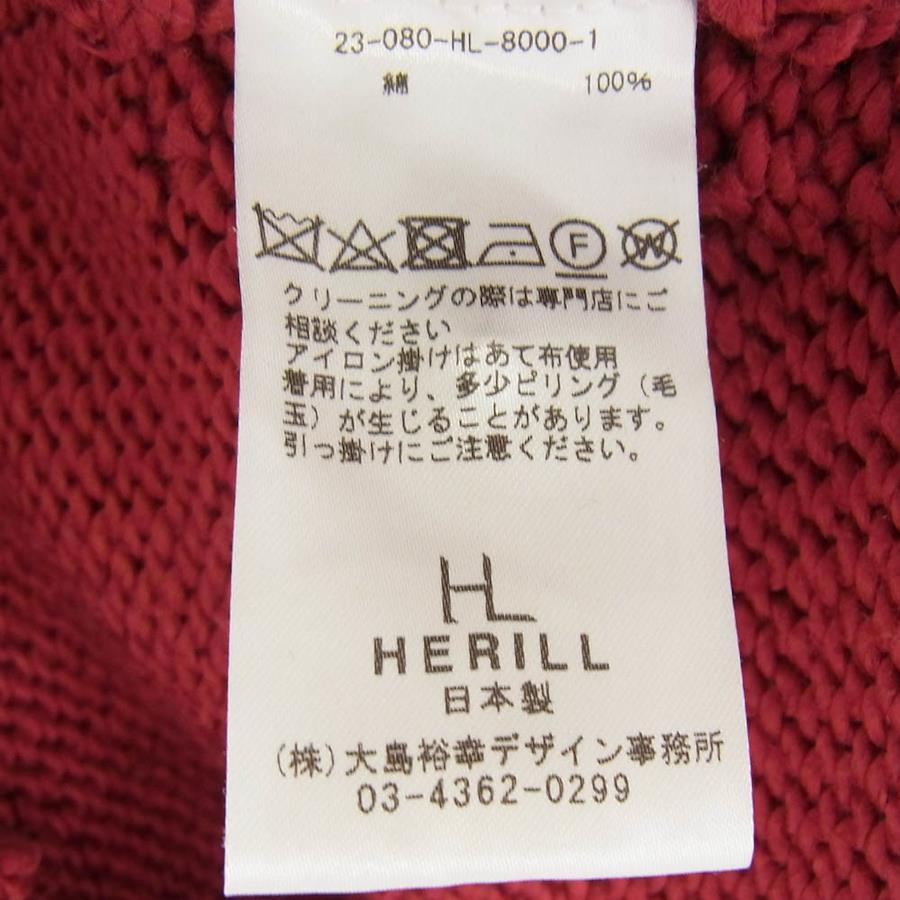 23-080-HL-8000-1
綿 100%
F W
クリーニングの際は専門店にご
相談ください
アイロン掛けはあて布使用
着用により、多少ピリング（毛
玉）が生じることがあります。
引っ掛けにご注意ください。
HL
HERILL
日本製
(株)大島裕幸デザイン事務所
03-4362-0299